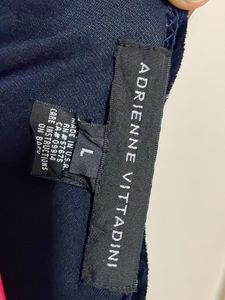 ADRIENNE VITTADINI
L
MADE IN U.S.A.
CARE INSTRUCTIONS
ON BACK